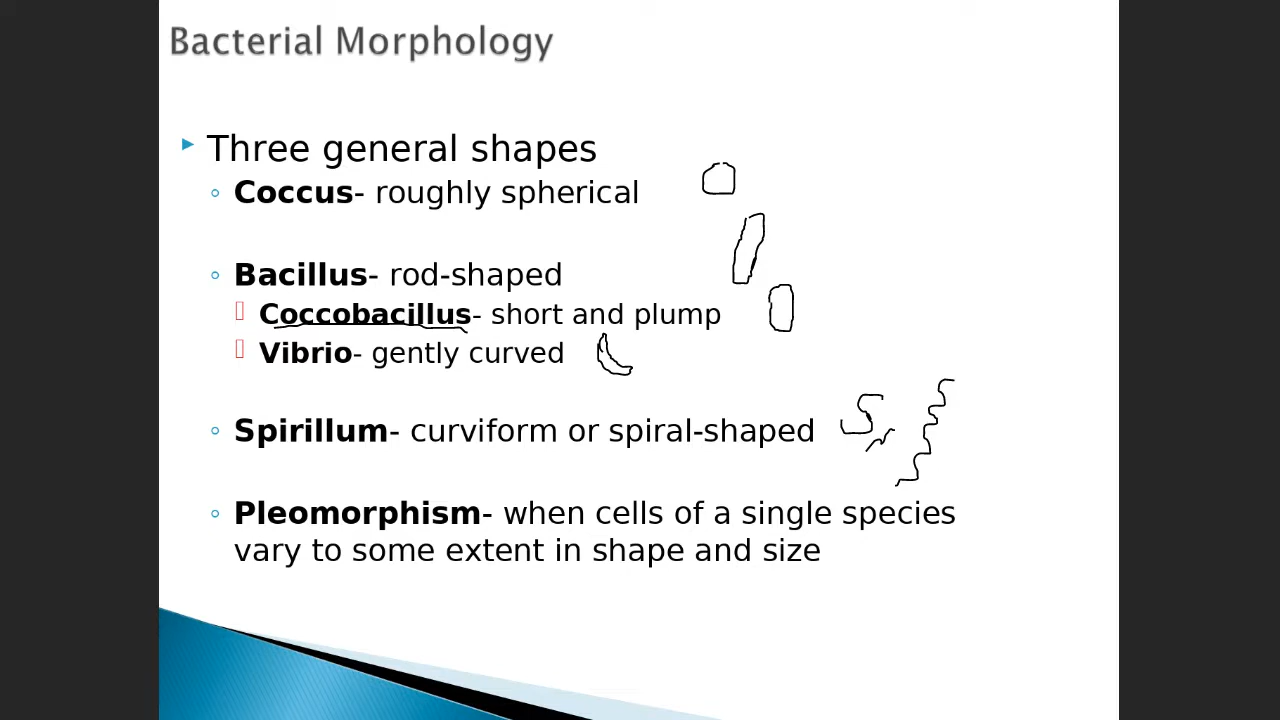 Bacterial Morphology
Three general shapes
Coccus- roughly spherical
Bacillus- rod-shaped
Coccobacillus- short and plump
Vibrio- gently curved
Spirillum- curviform or spiral-shaped
Pleomorphism- when cells of a single species
vary to some extent in shape and size